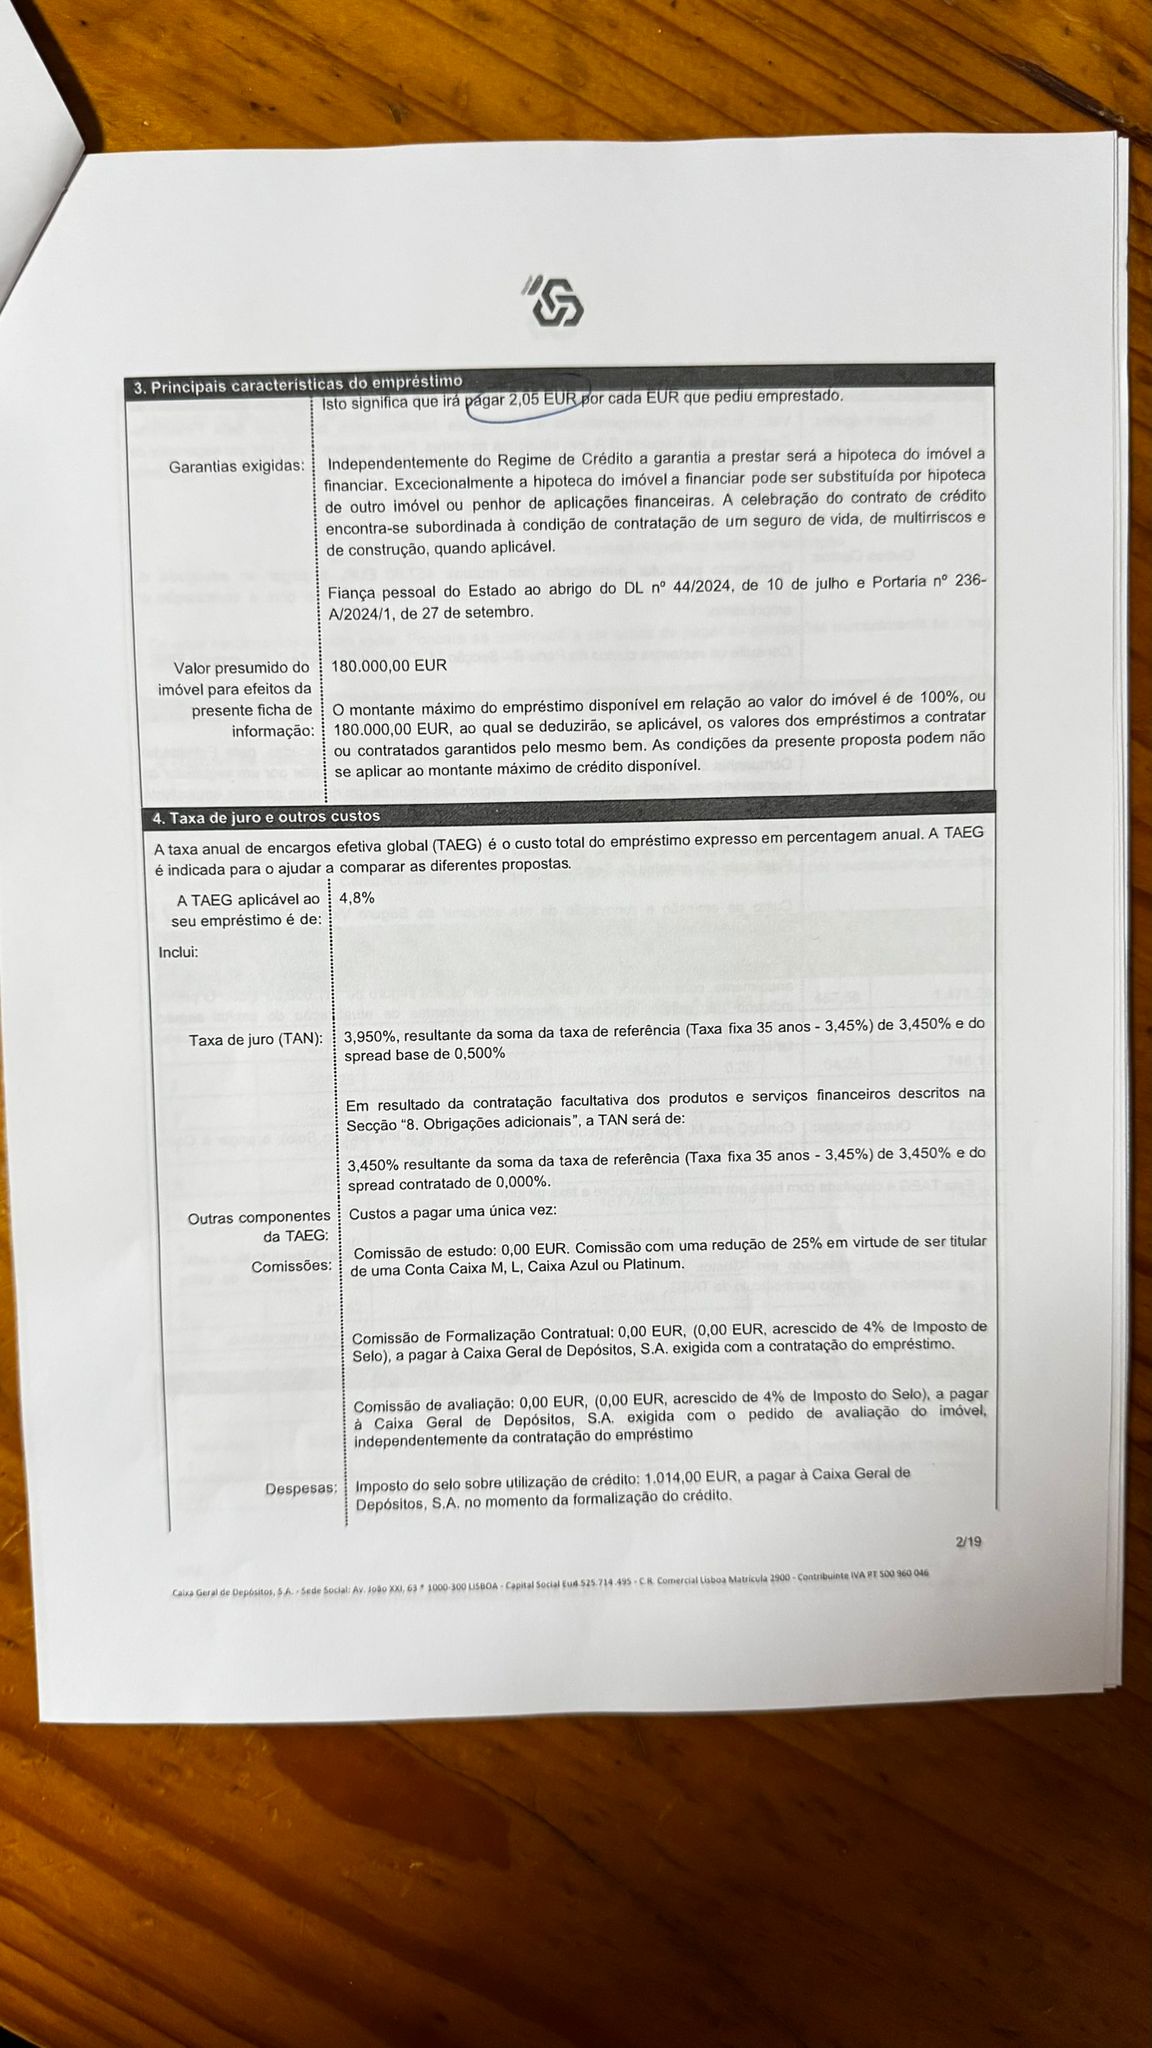 3. Principais características do empréstimo
Isto significa que irá pagar 2,05 EUR por cada EUR que pediu emprestado.
Garantias exigidas:
Independentemente do Regime de Crédito a garantia a prestar será a hipoteca do imóvel a
financiar. Excecionalmente a hipoteca do imóvel a financiar pode ser substituída por hipoteca
de outro imóvel ou penhor de aplicações financeiras. A celebração do contrato de crédito
encontra-se subordinada à condição de contratação de um seguro de vida, de multirriscos e
de construção, quando aplicável.
Fiança pessoal do Estado ao abrigo do DL nº 44/2024, de 10 de julho e Portaria nº 236-
A/2024/1, de 27 de setembro.
Valor presumido do
imóvel para efeitos da
presente ficha de
informação:
180.000,00 EUR
O montante máximo do empréstimo disponível em relação ao valor do imóvel é de 100%, ou
180.000,00 EUR, ao qual se deduzirão, se aplicável, os valores dos empréstimos a contratar
ou contratados garantidos pelo mesmo bem. As condições da presente proposta podem não
se aplicar ao montante máximo de crédito disponível.
4. Taxa de juro e outros custos
A taxa anual de encargos efetiva global (TAEG) é o custo total do empréstimo expresso em percentagem anual. A TAEG
é indicada para o ajudar a comparar as diferentes propostas.
A TAEG aplicável ao
seu empréstimo é de:
4,8%
Inclui:
Taxa de juro (TAN):
3,950%, resultante da soma da taxa de referência (Taxa fixa 35 anos - 3,45%) de 3,450% e do
spread base de 0,500%
Em resultado da contratação facultativa dos produtos e serviços financeiros descritos na
Secção “8. Obrigações adicionais”, a TAN será de:
3,450% resultante da soma da taxa de referência (Taxa fixa 35 anos - 3,45%) de 3,450% e do
spread contratado de 0,000%.
Outras componentes
da TAEG:
Custos a pagar uma única vez:
Comissões:
Comissão de estudo: 0,00 EUR. Comissão com uma redução de 25% em virtude de ser titular
de uma Conta Caixa M, L, Caixa Azul ou Platinum.
Comissão de Formalização Contratual: 0,00 EUR, (0,00 EUR, acrescido de 4% de Imposto de
Selo), a pagar à Caixa Geral de Depósitos, S.A. exigida com a contratação do empréstimo.
Comissão de avaliação: 0,00 EUR, (0,00 EUR, acrescido de 4% de Imposto do Selo), a pagar
à Caixa Geral de Depósitos, S.A. exigida com o pedido de avaliação do imóvel,
independentemente da contratação do empréstimo
Despesas:
Imposto do selo sobre utilização de crédito: 1.014,00 EUR, a pagar à Caixa Geral de
Depósitos, S.A. no momento da formalização do crédito.
2/19
Caixa Geral de Depósitos, S.A. - Sede Social: Av. João XXI, 63 * 1000-300 LISBOA - Capital Social Eur4.525.714.495 - C.R. Comercial Lisboa Matrícula 2900 - Contribuinte IVA PT 500 960 046